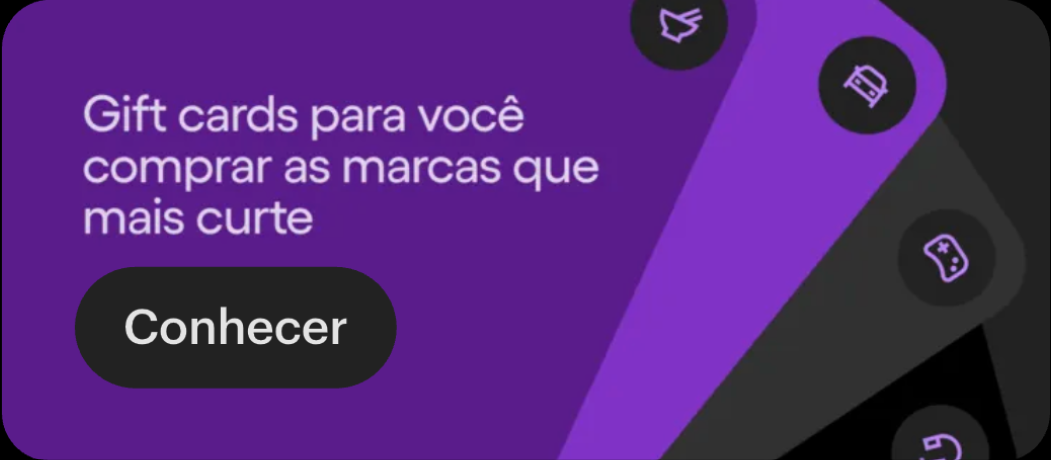 Gift cards para você
comprar as marcas que
mais curte
Conhecer